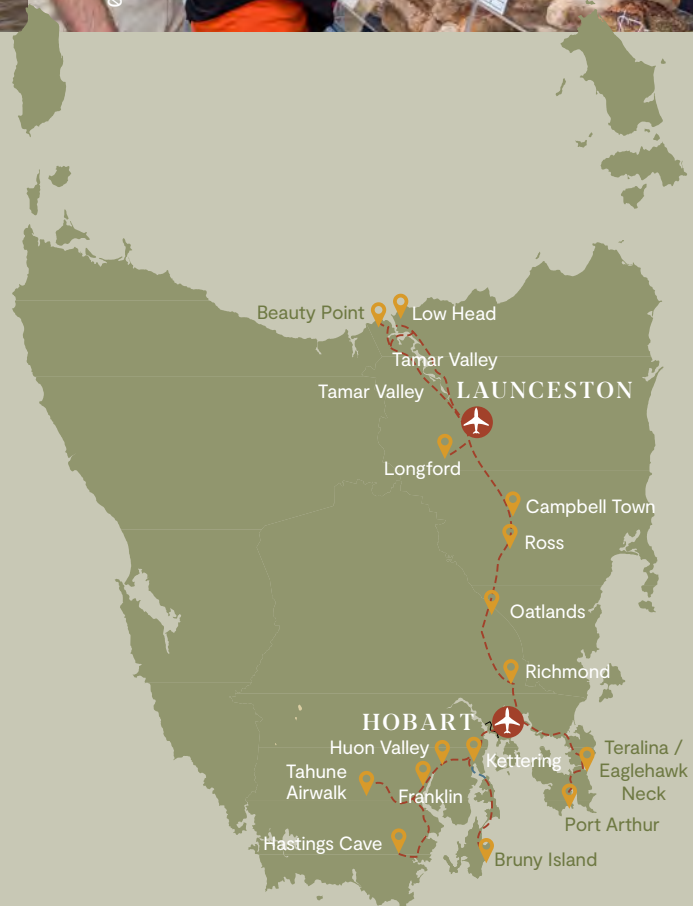 Beauty Point
Low Head
Tamar Valley
Tamar Valley
LAUNCESTON
Longford
Campbell Town
Ross
Oatlands
Richmond
HOBART
Huon Valley
Kettering
Teralina /
Eaglehawk
Neck
Tahune
Airwalk
Franklin
Port Arthur
Hastings Cave
Bruny Island